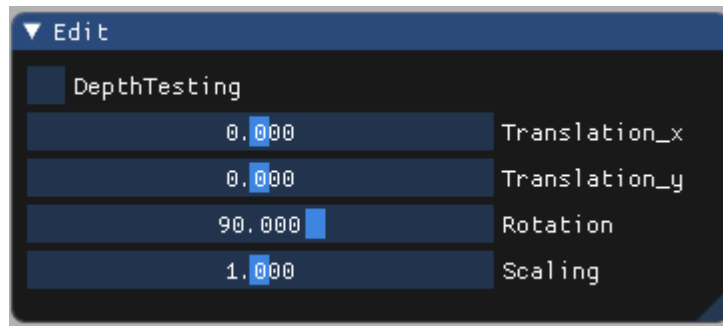 Edit
DepthTesting
0.000 Translation_x
0.000 Translation_y
90.000 Rotation
1.000 Scaling